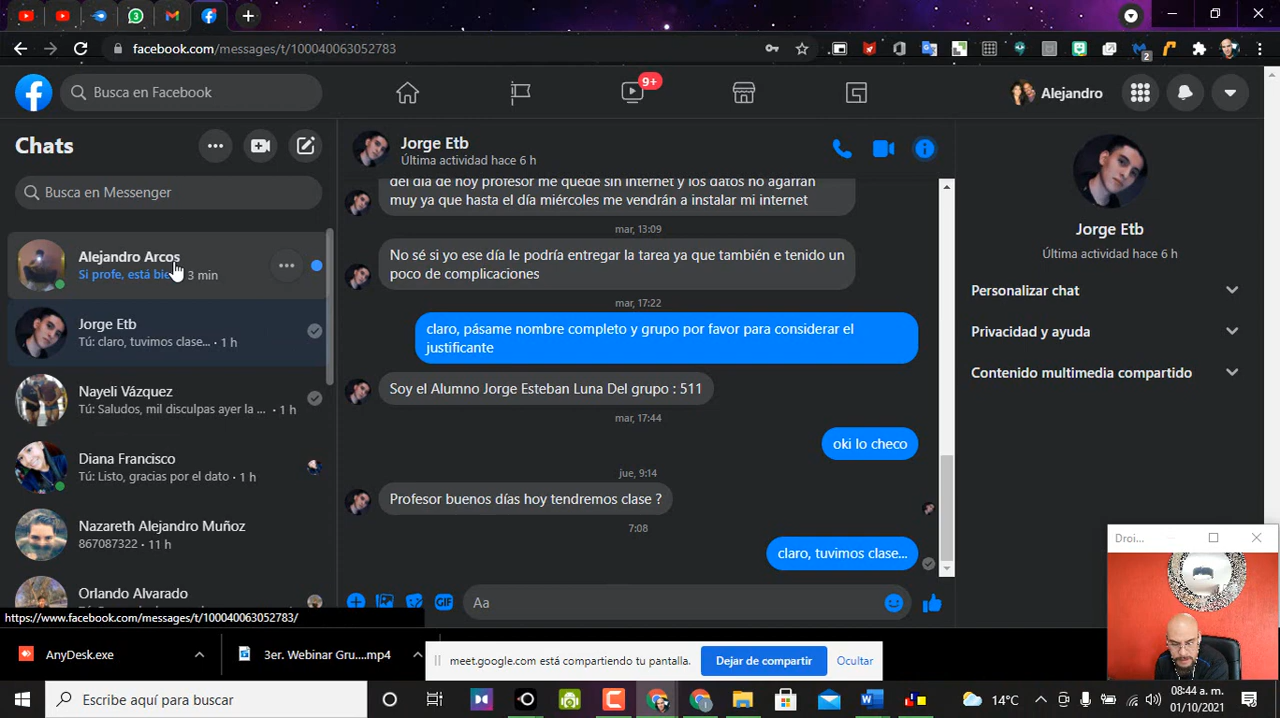 facebook.com/messages/t/100040063052783
2
Busca en Facebook
9+
Alejandro
Chats
Busca en Messenger
Alejandro Arcos
Si profe, está bie
3 min
Jorge Etb
Tú: claro, tuvimos clase... · 1 h
Nayeli Vázquez
Tú: Saludos, mil disculpas ayer la ... · 1 h
Diana Francisco
Tú: Listo, gracias por el dato · 1 h
Nazareth Alejandro Muñoz
867087322 · 11 h
Orlando Alvarado
https://www.facebook.com/messages/t/100040063052783/
Jorge Etb
Última actividad hace 6 h
del día de hoy profesor me quede sin internet y los datos no agarran
muy ya que hasta el día miércoles me vendrán a instalar mi internet
mar, 13:09
No sé si yo ese día le podría entregar la tarea ya que también e tenido un
poco de complicaciones
mar, 17:22
claro, pásame nombre completo y grupo por favor para considerar el
justificante
Soy el Alumno Jorge Esteban Luna Del grupo : 511
mar, 17:44
oki lo checo
jue, 9:14
Profesor buenos días hoy tendremos clase ?
7:08
claro, tuvimos clase...
GIF
Aa
Jorge Etb
Última actividad hace 6 h
Personalizar chat
Privacidad y ayuda
Contenido multimedia compartido
Droi...
AnyDesk.exe
3er. Webinar Gru....mp4
meet.google.com está compartiendo tu pantalla.
Dejar de compartir
Ocultar
Escribe aquí para buscar
14°C
08:44 a. m.
01/10/2021